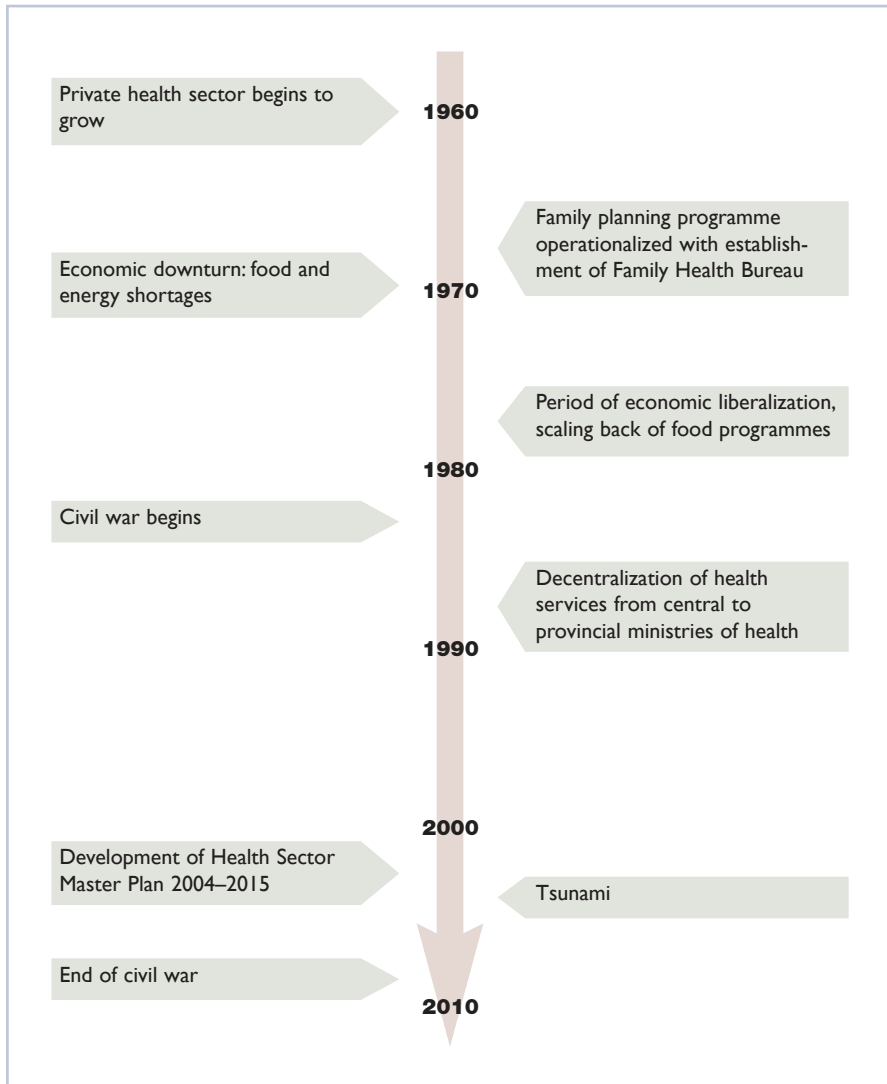 Private health sector begins to
grow
1960
Family planning programme
operationalized with establish-
ment of Family Health Bureau
Economic downturn: food and
energy shortages
1970
Period of economic liberalization,
scaling back of food programmes
1980
Civil war begins
Decentralization of health
services from central to
provincial ministries of health
1990
2000
Development of Health Sector
Master Plan 2004–2015
Tsunami
End of civil war
2010